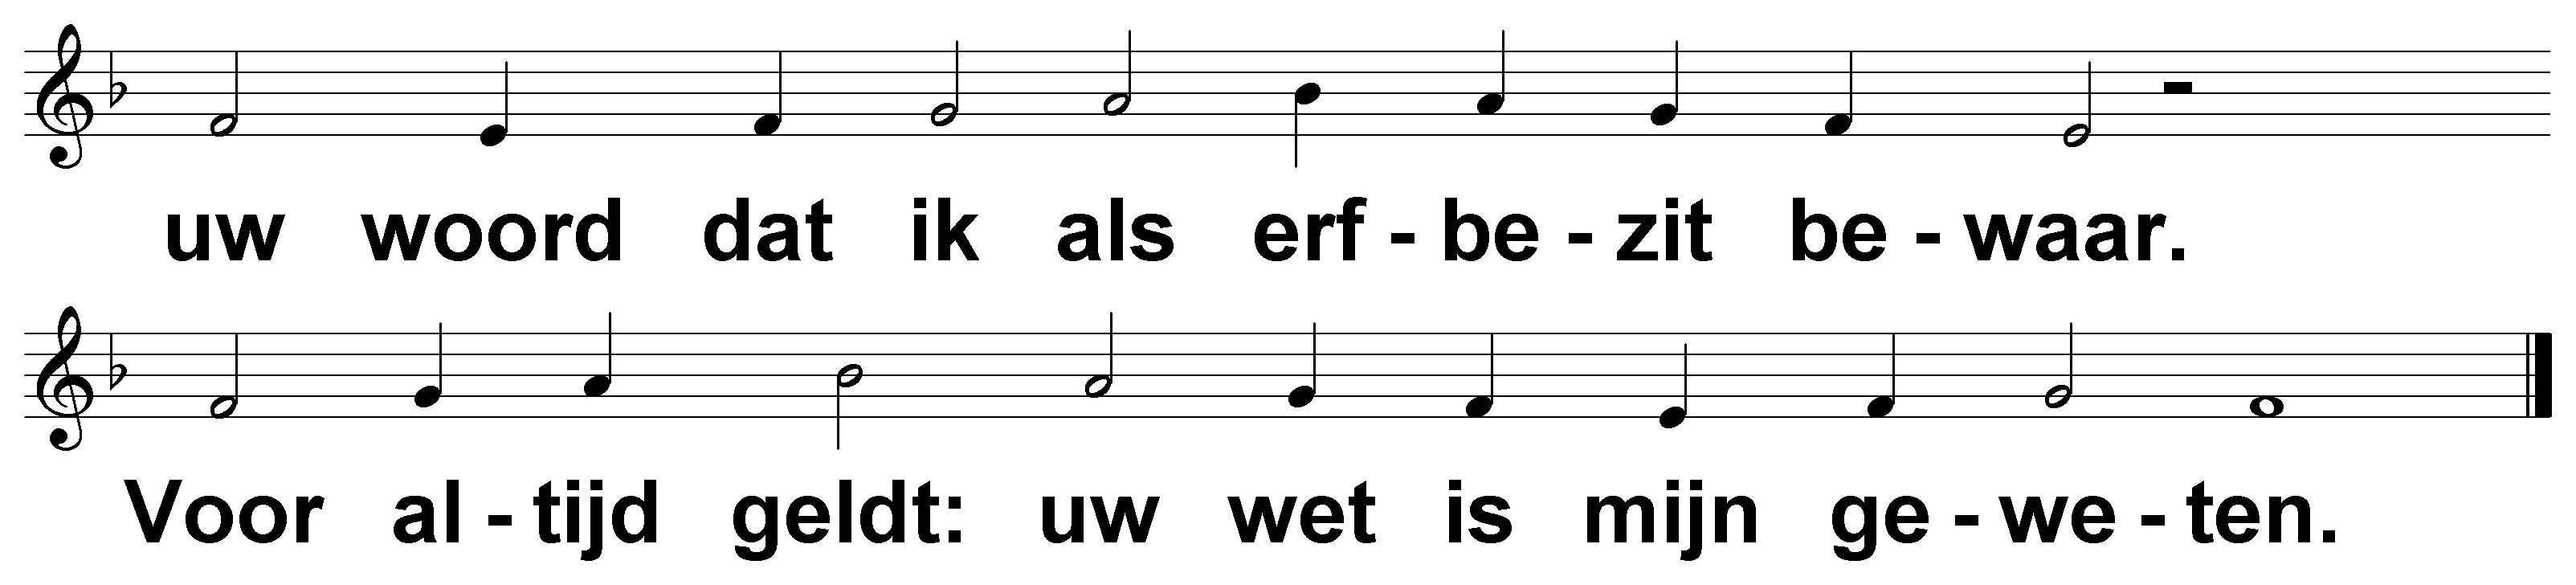 uw woord dat ik als erf - be - zit be - waar.
Voor al - tijd geldt: uw wet is mijn ge - we - ten.